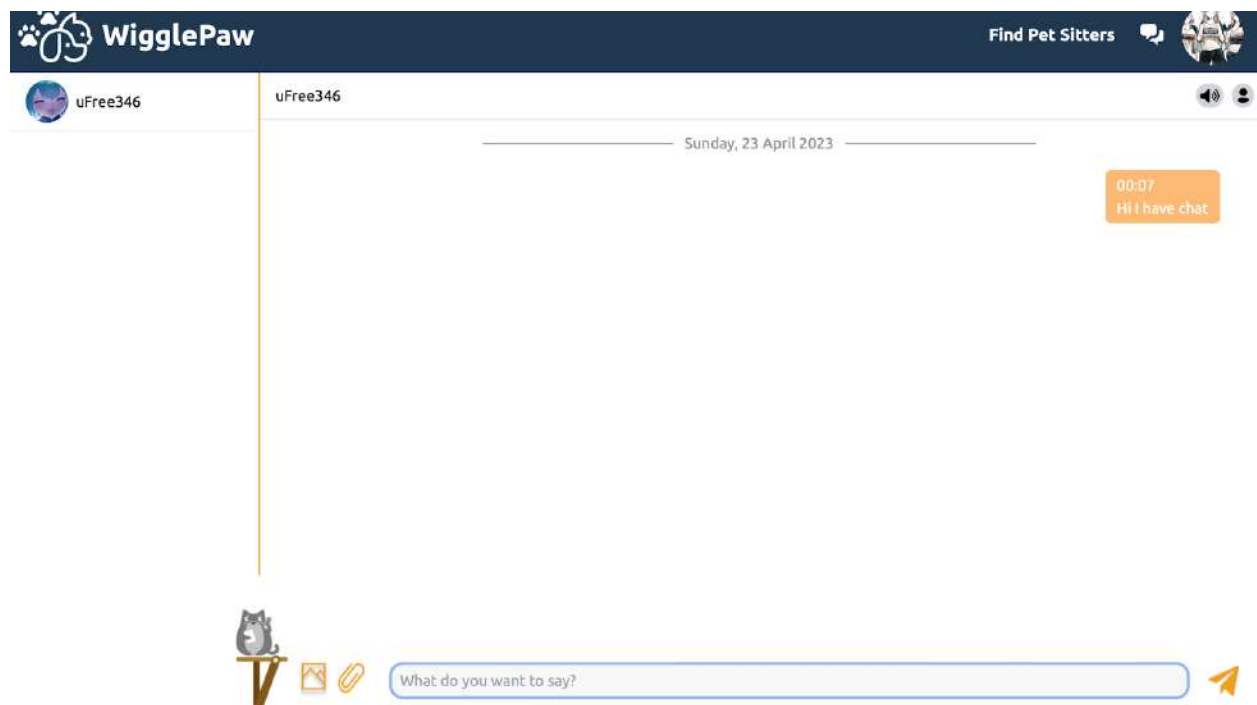 WigglePaw
Find Pet Sitters
uFree346
uFree346
Sunday, 23 April 2023
00:07
Hi I have chat
What do you want to say?